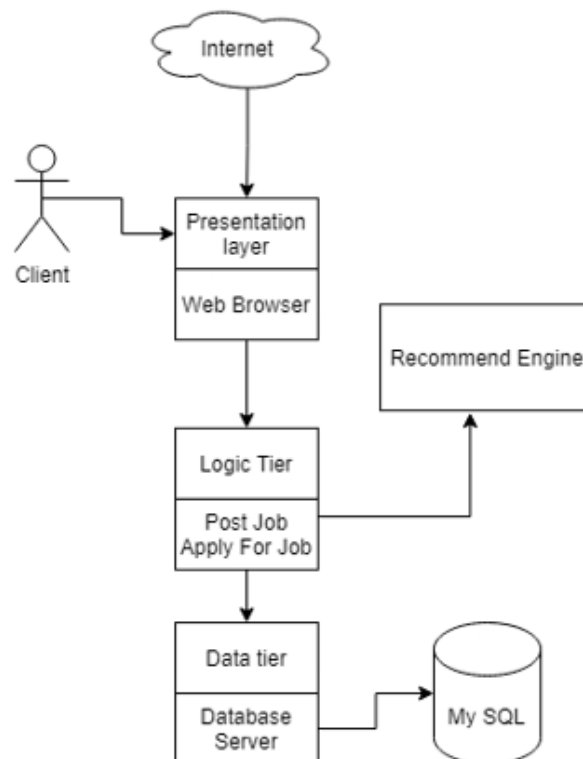 Internet
Presentation
layer
Client
Web Browser
Recommend Engine
Logic Tier
Post Job
Apply For Job
Data tier
Database
Server
My SQL